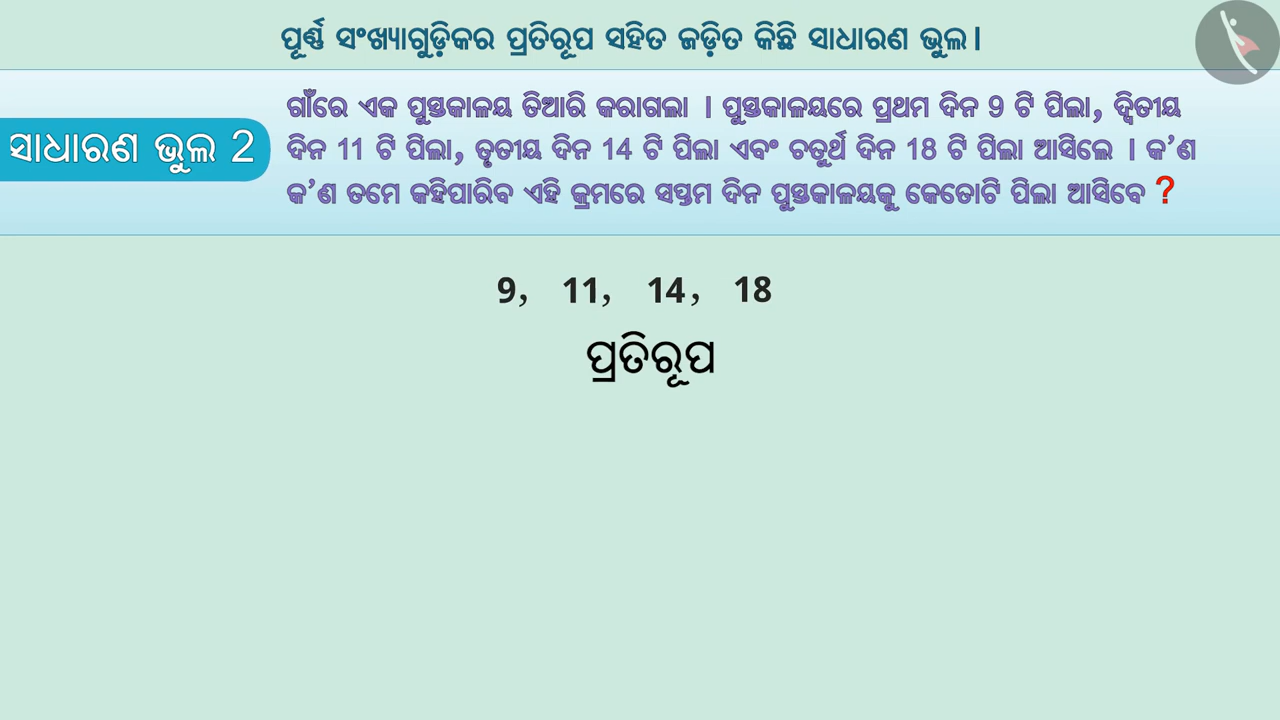 ପୂର୍ଣ୍ଣ ସଂଖ୍ୟାଗୁଡ଼ିକର ପ୍ରତିରୂପ ସହିତ ଜଡ଼ିତ କିଛି ସାଧାରଣ ଭୁଲ।
ସାଧାରଣ ଭୁଲ 2
ଗାଁରେ ଏକ ପୁସ୍ତକାଳୟ ତିଆରି କରାଗଲା । ପୁସ୍ତକାଳୟରେ ପ୍ରଥମ ଦିନ 9 ଟି ପିଲା, ଦ୍ୱିତୀୟ
ଦିନ 11 ଟି ପିଲା, ତୃତୀୟ ଦିନ 14 ଟି ପିଲା ଏବଂ ଚତୁର୍ଥ ଦିନ 18 ଟି ପିଲା ଆସିଲେ । କ'ଣ
କ'ଣ ତମେ କହିପାରିବ ଏହି କ୍ରମରେ ସପ୍ତମ ଦିନ ପୁସ୍ତକାଳୟକୁ କେତୋଟି ପିଲା ଆସିବେ ?
9, 11, 14, 18
ପ୍ରତିରୂପ